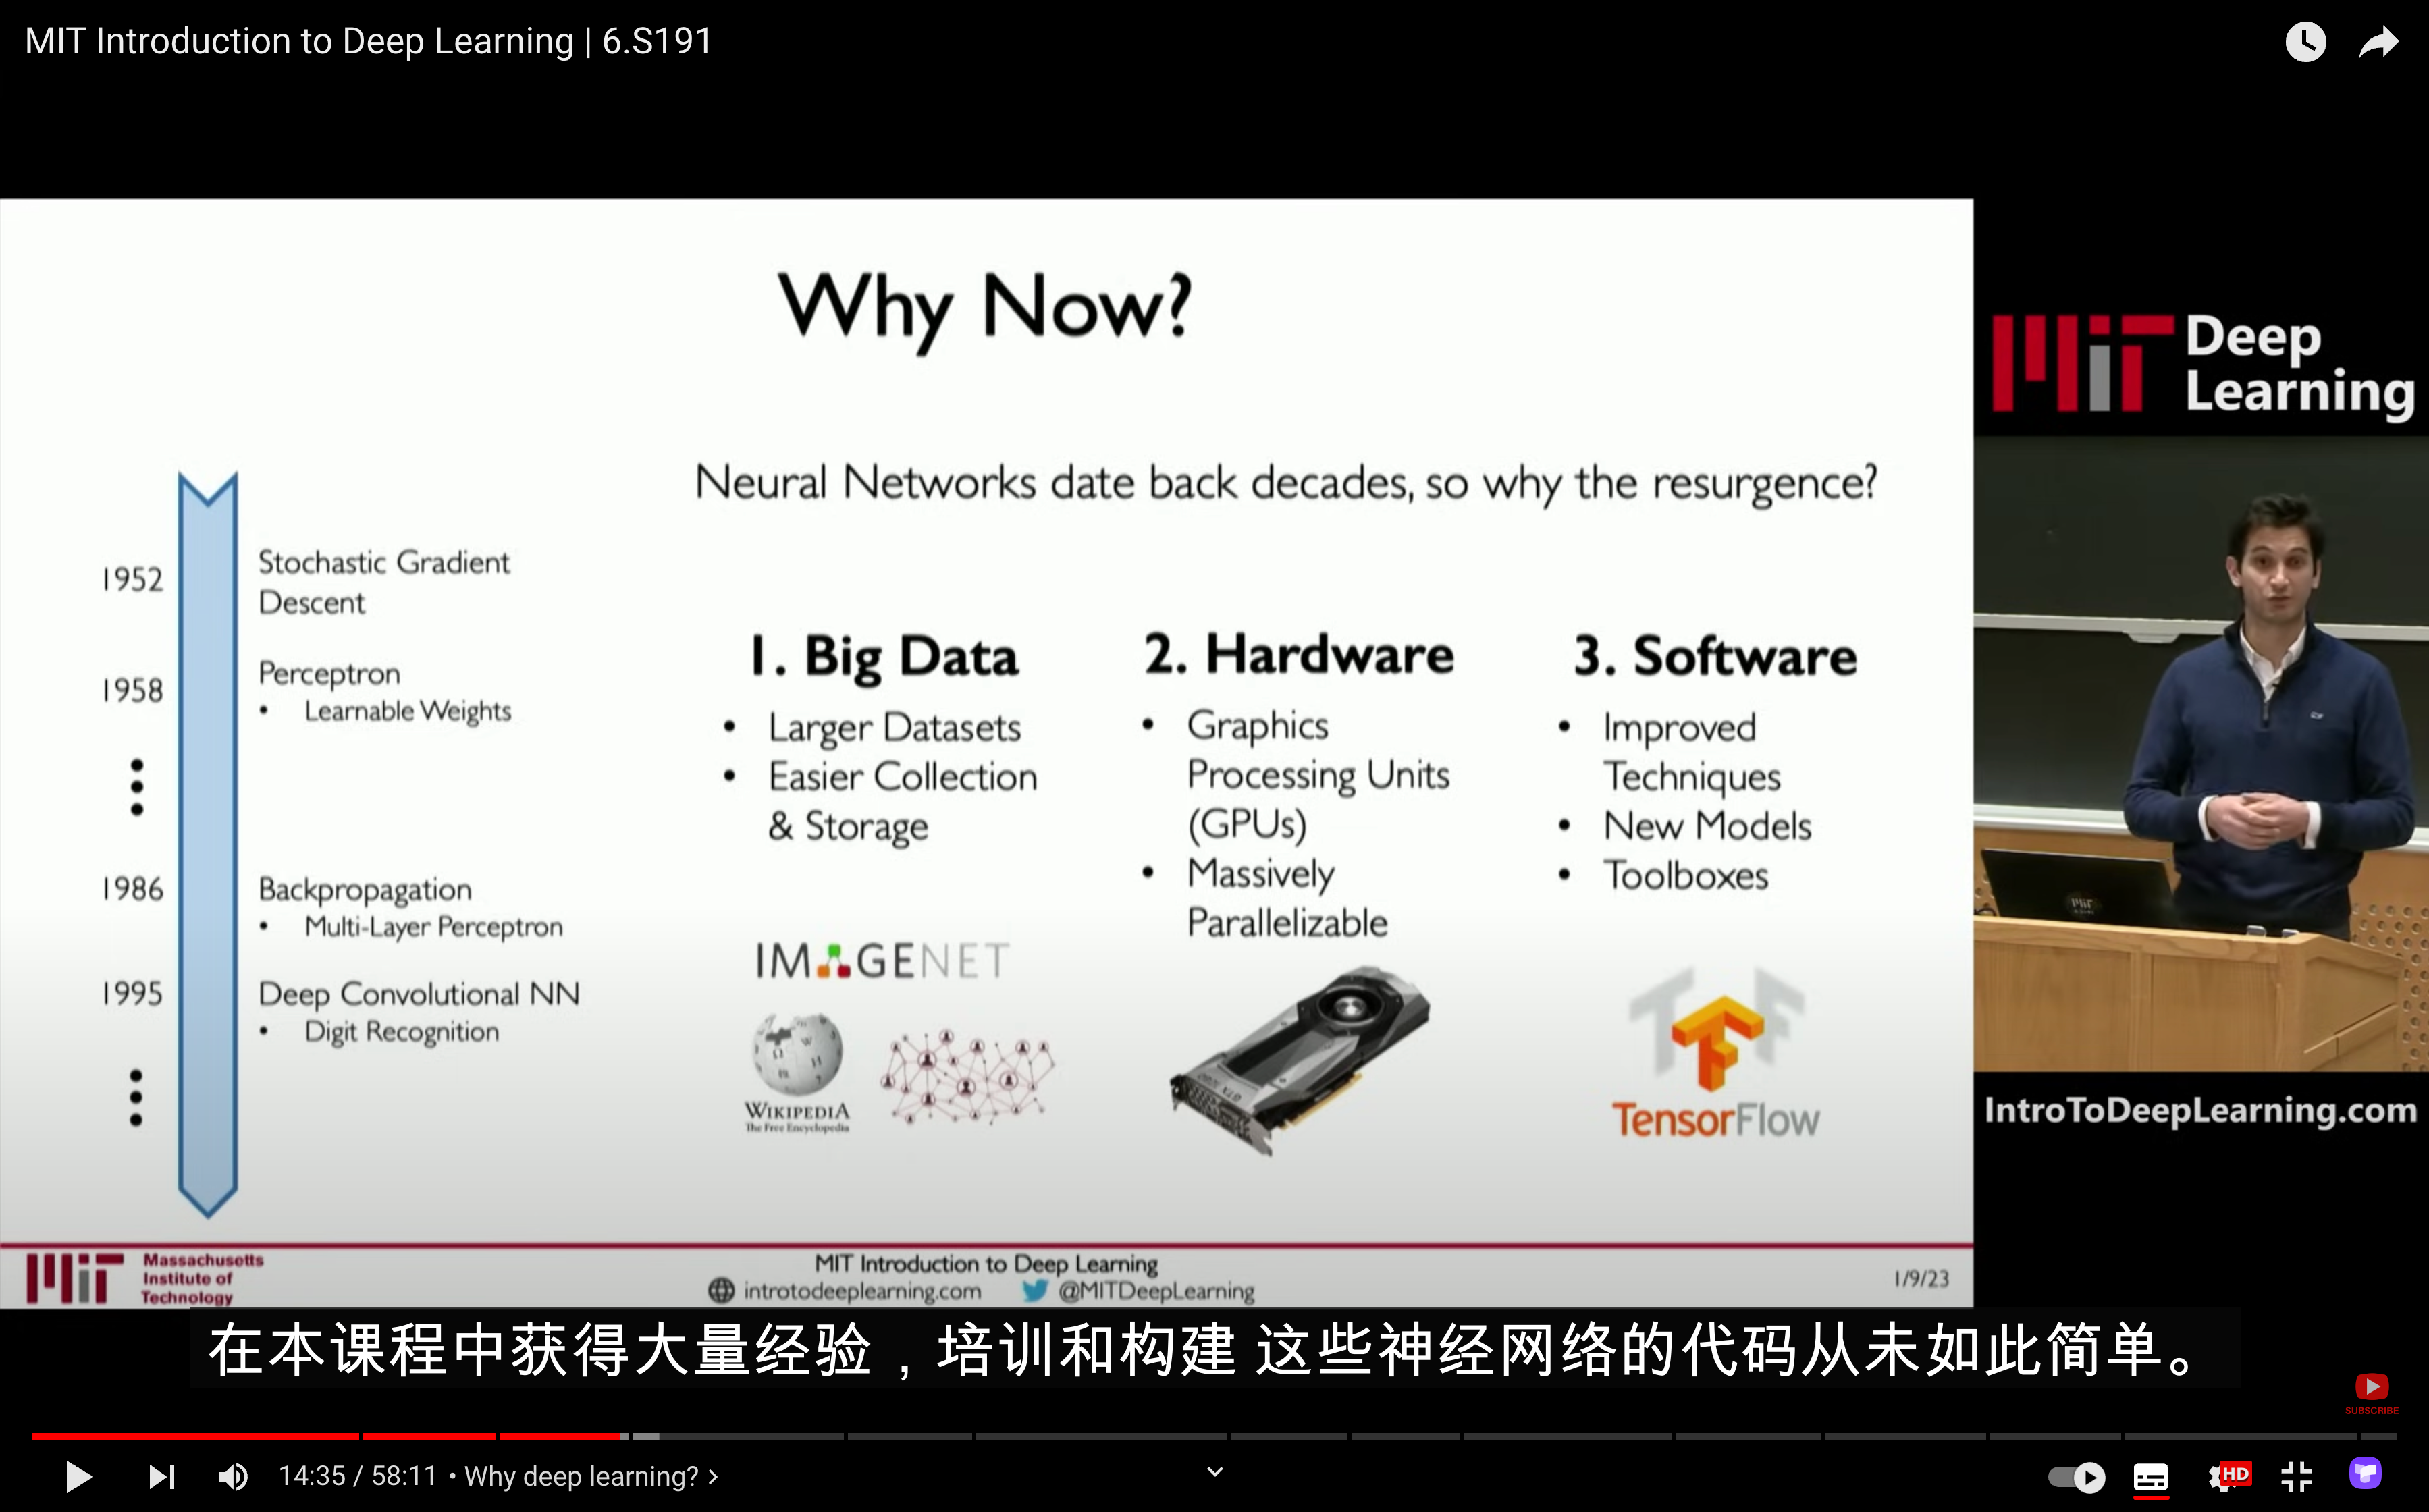 MIT Introduction to Deep Learning | 6.S191
Why Now?
Neural Networks date back decades, so why the resurgence?
1952
Stochastic Gradient
Descent
1958
Perceptron
• Learnable Weights
1986
Backpropagation
• Multi-Layer Perceptron
1995
Deep Convolutional NN
• Digit Recognition
1. Big Data
• Larger Datasets
• Easier Collection
& Storage
IMAGENET
WIKIPEDIA
The Free Encyclopedia
2. Hardware
• Graphics
Processing Units
(GPUs)
• Massively
Parallelizable
3. Software
• Improved
Techniques
• New Models
• Toolboxes
TensorFlow
MIT Deep
Learning
IntroToDeepLearning.com
Massachusetts
Institute of
Technology
MIT Introduction to Deep Learning
introtodeeplearning.com @MITDeepLearning
1/9/23
在本课程中获得大量经验，培训和构建 这些神经网络的代码从未如此简单。
SUBSCRIBE
14:35 / 58:11 • Why deep learning? ›
HD